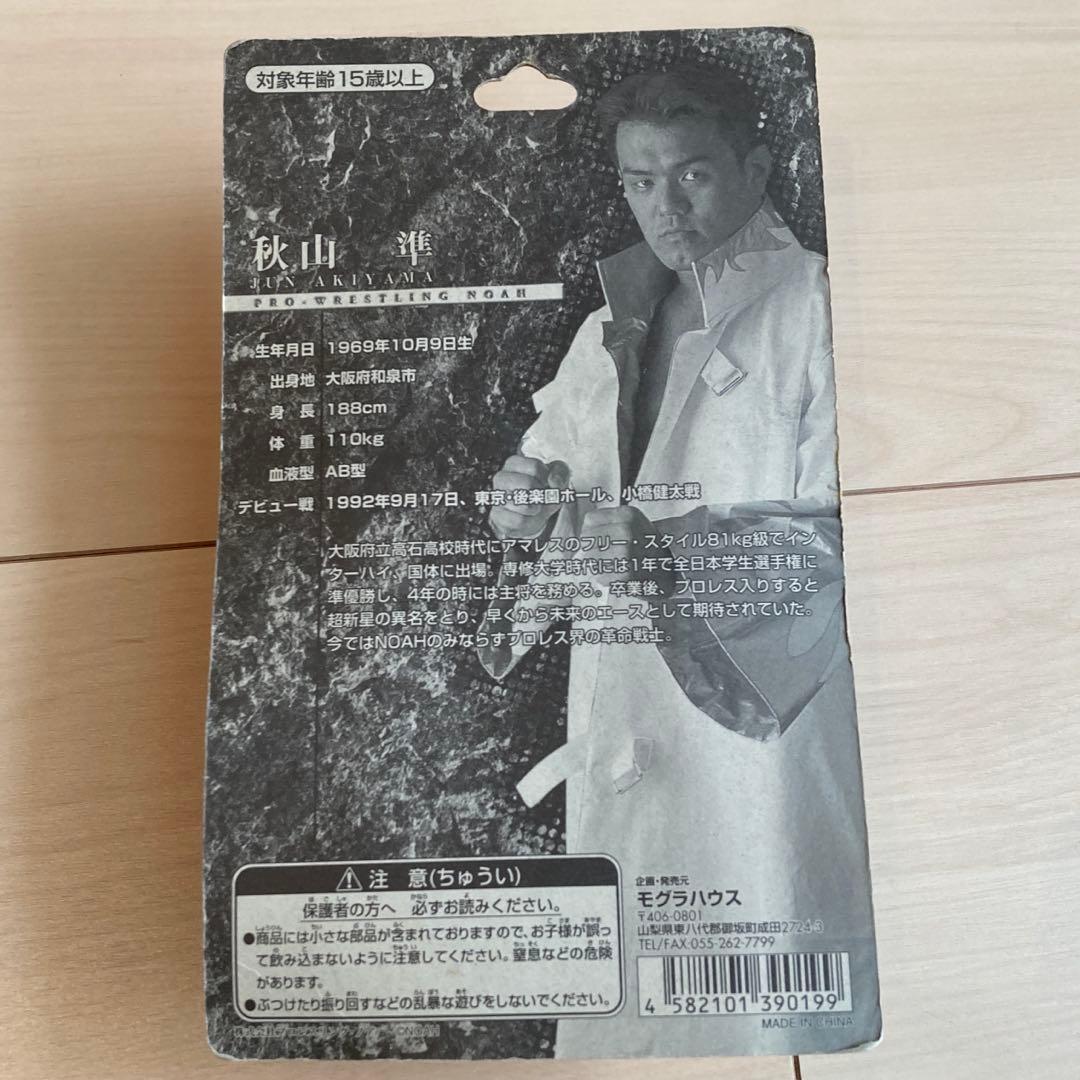 対象年齢15歳以上
秋山 準
JUN AKIYAMA
PRO-WRESTLING NOAH
生年月日 1969年10月9日生
出身地 大阪府和泉市
身長 188cm
体重 110kg
血液型 AB型
デビュー戦 1992年9月17日、東京・後楽園ホール、小橋健太戦
大阪府立高石高校時代にアマレスのフリー・スタイル81kg級でイン
ターハイ、国体に出場。専修大学時代には1年で全日本学生選手権に
準優勝し、4年の時には主将を務める。卒業後、プロレス入りすると
超新星の異名をとり、早くから未来のエースとして期待されていた。
今ではNOAHのみならずプロレス界の革命戦士。
注 意(ちゅうい)
保護者の方へ 必ずお読みください。
●商品には小さな部品が含まれておりますので、お子様が誤っ
て飲み込まないように注意してください。窒息などの危険
があります。
●ぶつけたり振り回すなどの乱暴な遊びをしないでください。
©NOAH
企画・発売元
モグラハウス
〒406-0801
山梨県東八代郡御坂町成田2724-3
TEL/FAX.055-262-7799
4 582101 390199
MADE IN CHINA